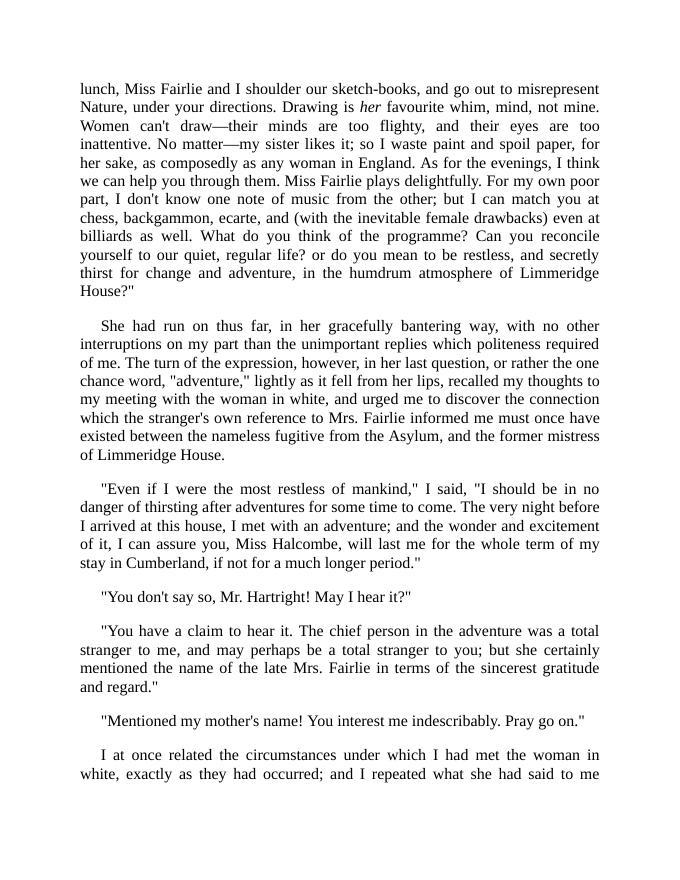 lunch, Miss Fairlie and I shoulder our sketch-books, and go out to misrepresent
Nature, under your directions. Drawing is her favourite whim, mind, not mine.
Women can't draw—their minds are too flighty, and their eyes are too
inattentive. No matter—my sister likes it; so I waste paint and spoil paper, for
her sake, as composedly as any woman in England. As for the evenings, I think
we can help you through them. Miss Fairlie plays delightfully. For my own poor
part, I don't know one note of music from the other; but I can match you at
chess, backgammon, ecarte, and (with the inevitable female drawbacks) even at
billiards as well. What do you think of the programme? Can you reconcile
yourself to our quiet, regular life? or do you mean to be restless, and secretly
thirst for change and adventure, in the humdrum atmosphere of Limmeridge
House?"
She had run on thus far, in her gracefully bantering way, with no other
interruptions on my part than the unimportant replies which politeness required
of me. The turn of the expression, however, in her last question, or rather the one
chance word, "adventure," lightly as it fell from her lips, recalled my thoughts to
my meeting with the woman in white, and urged me to discover the connection
which the stranger's own reference to Mrs. Fairlie informed me must once have
existed between the nameless fugitive from the Asylum, and the former mistress
of Limmeridge House.
"Even if I were the most restless of mankind," I said, "I should be in no
danger of thirsting after adventures for some time to come. The very night before
I arrived at this house, I met with an adventure; and the wonder and excitement
of it, I can assure you, Miss Halcombe, will last me for the whole term of my
stay in Cumberland, if not for a much longer period."
"You don't say so, Mr. Hartright! May I hear it?"
"You have a claim to hear it. The chief person in the adventure was a total
stranger to me, and may perhaps be a total stranger to you; but she certainly
mentioned the name of the late Mrs. Fairlie in terms of the sincerest gratitude
and regard."
"Mentioned my mother's name! You interest me indescribably. Pray go on."
I at once related the circumstances under which I had met the woman in
white, exactly as they had occurred; and I repeated what she had said to me